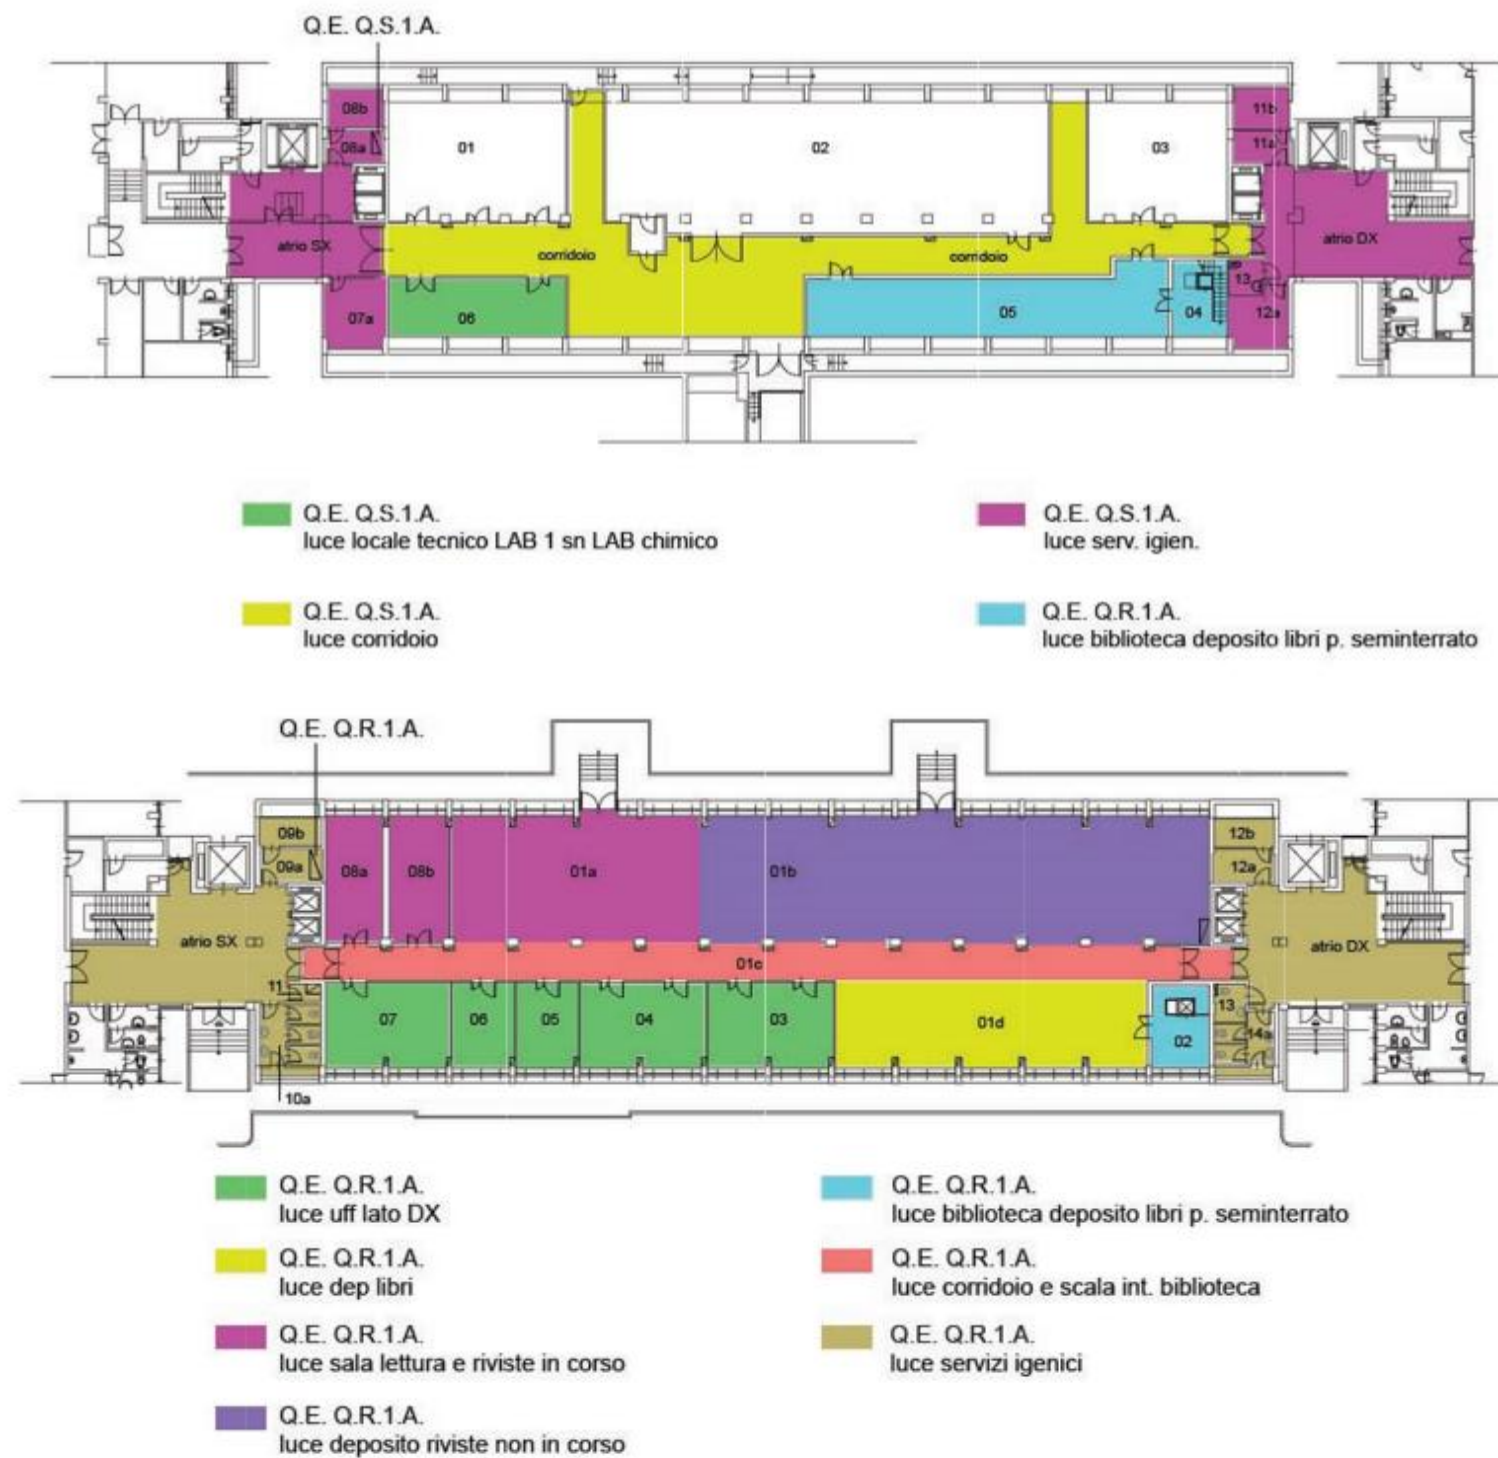 Q.E. Q.S.1.A.
08b
11b
08a
01
02
03
11a
atrio SX
corridoio
corridoio
atrio DX
13
07a
06
05
04
12a
Q.E. Q.S.1.A.
luce locale tecnico LAB 1 sn LAB chimico
Q.E. Q.S.1.A.
luce serv. igien.
Q.E. Q.S.1.A.
luce corridoio
Q.E. Q.R.1.A.
luce biblioteca deposito libri p. seminterrato
Q.E. Q.R.1.A.
09b
12b
09a
08a
08b
01a
01b
12a
atrio SX
atrio DX
01c
11
13
07
06
05
04
03
01d
02
14a
10a
Q.E. Q.R.1.A.
luce uff lato DX
Q.E. Q.R.1.A.
luce biblioteca deposito libri p. seminterrato
Q.E. Q.R.1.A.
luce dep libri
Q.E. Q.R.1.A.
luce corridoio e scala int. biblioteca
Q.E. Q.R.1.A.
luce sala lettura e riviste in corso
Q.E. Q.R.1.A.
luce servizi igenici
Q.E. Q.R.1.A.
luce deposito riviste non in corso